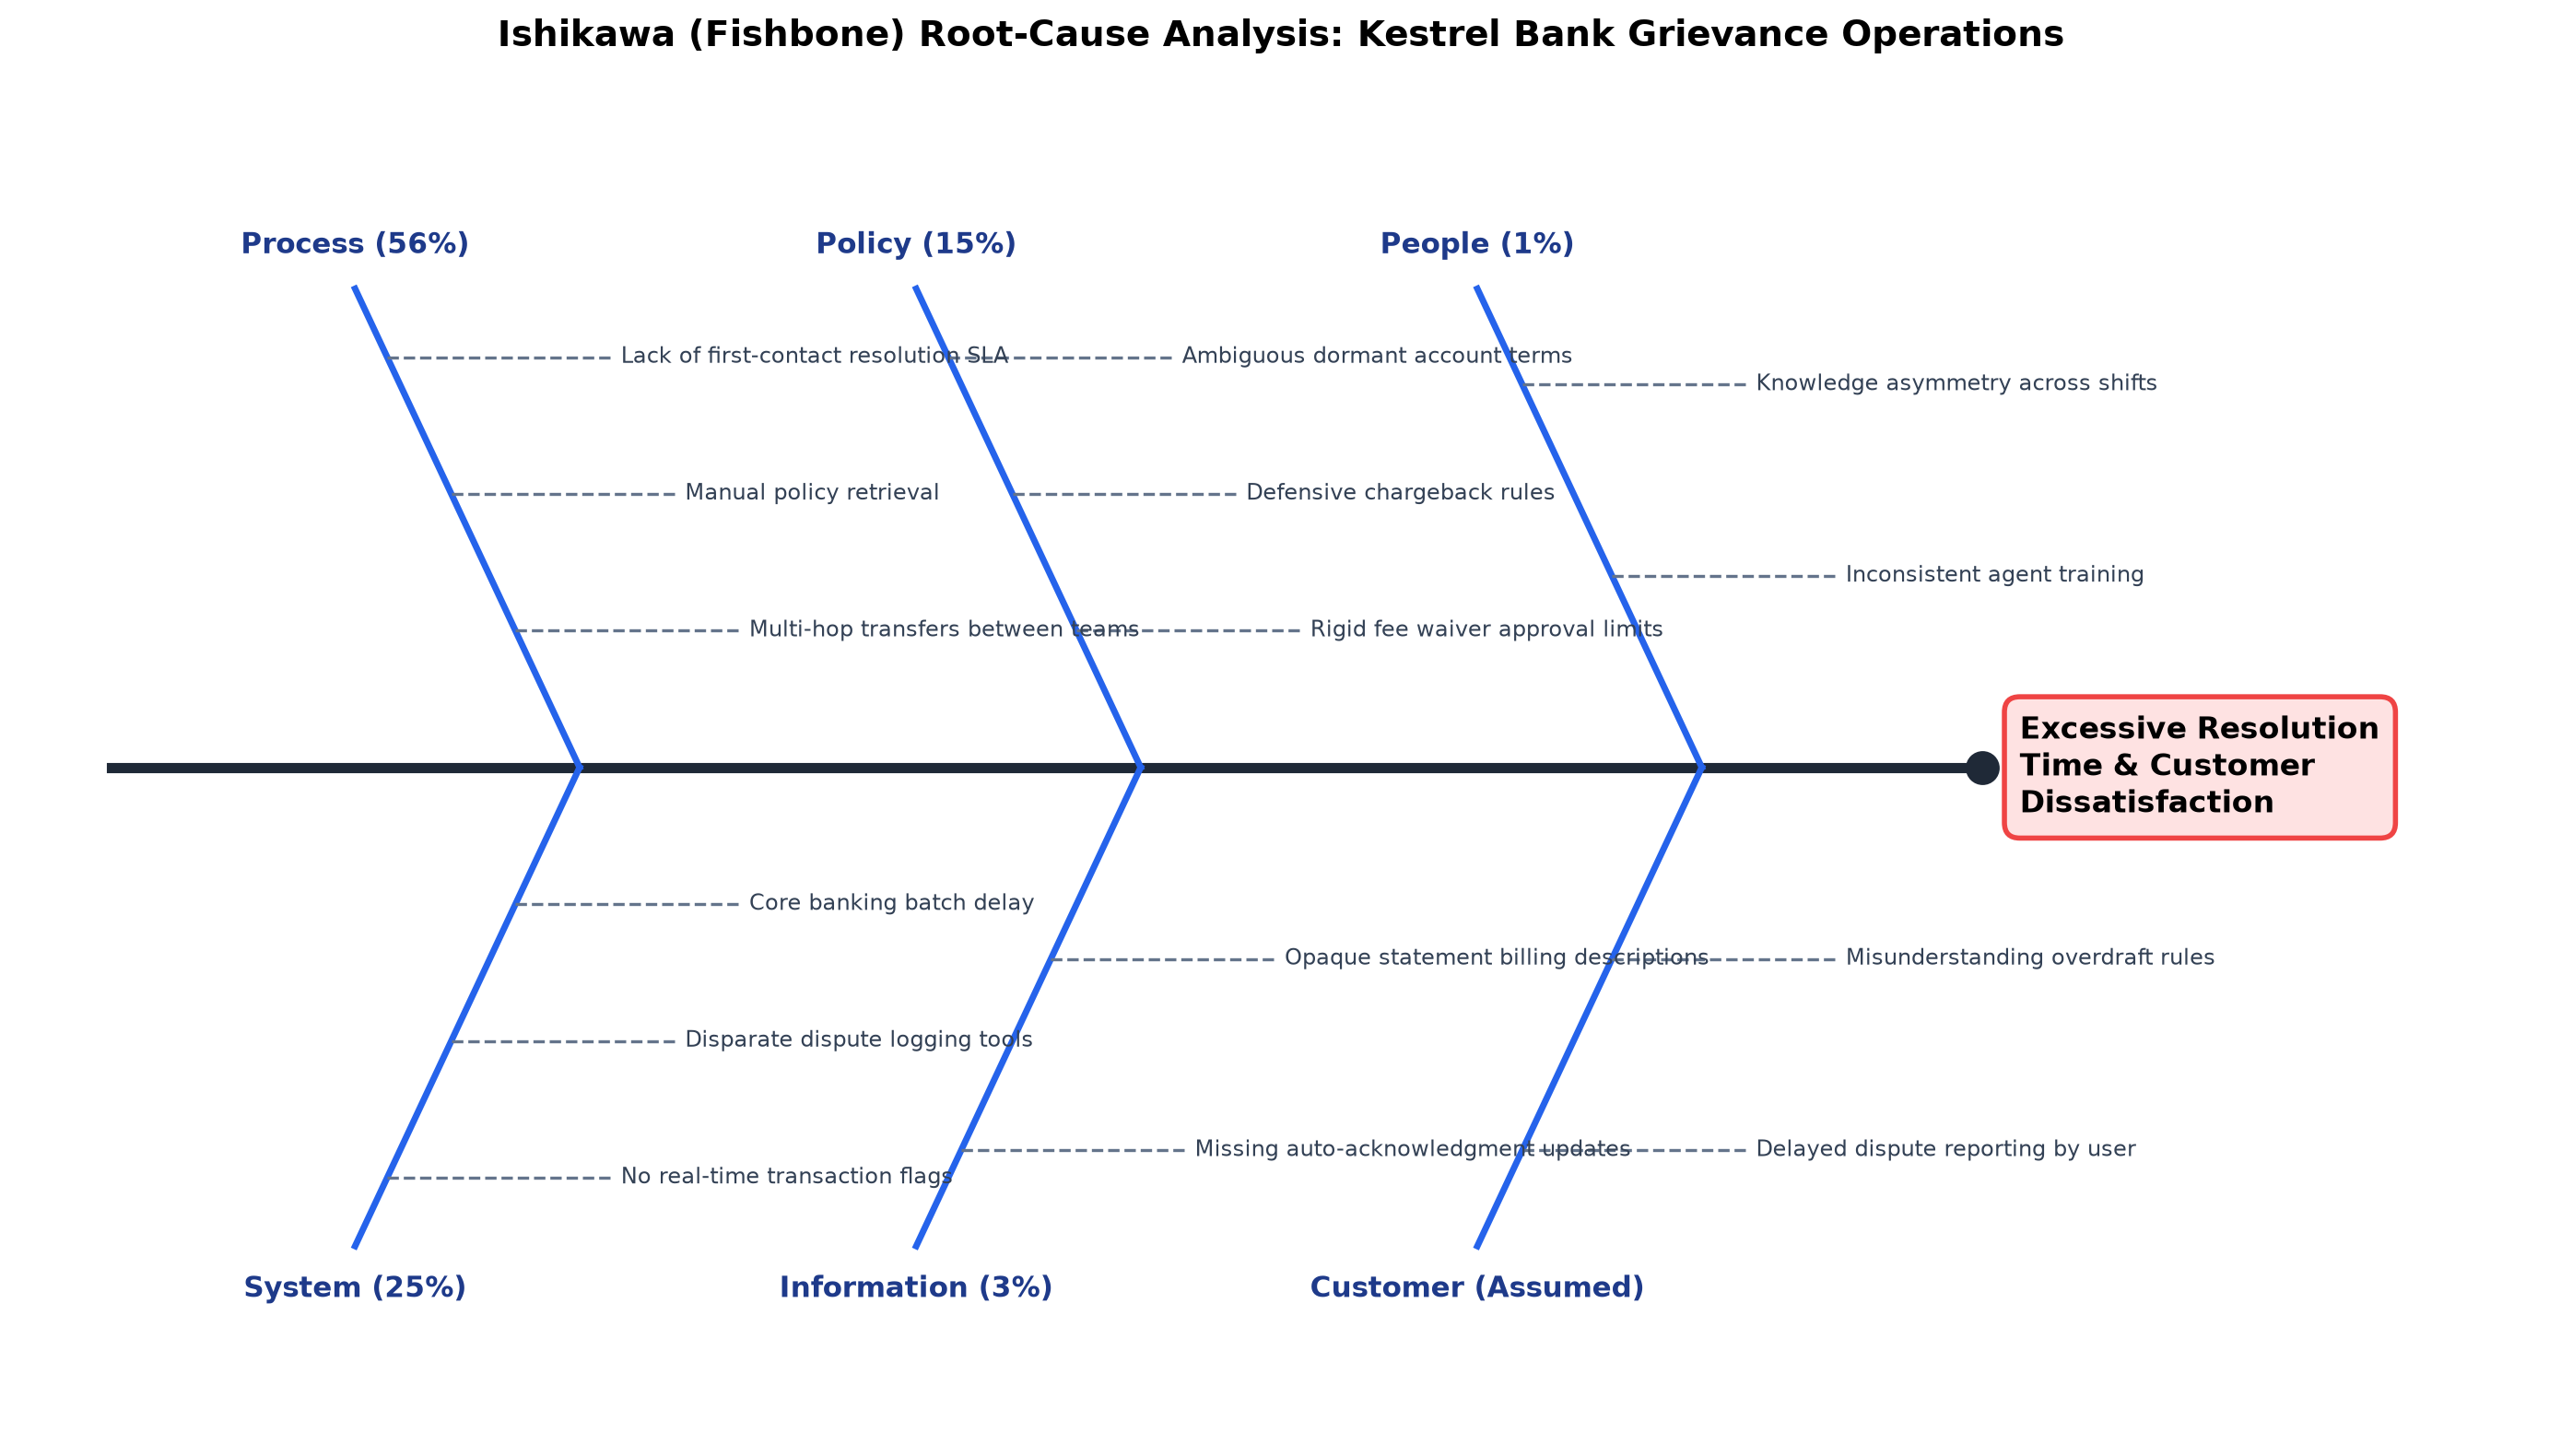 Ishikawa (Fishbone) Root-Cause Analysis: Kestrel Bank Grievance Operations
Process (56%)
Policy (15%)
People (1%)
Lack of first-contact resolution SLA
Ambiguous dormant account terms
Knowledge asymmetry across shifts
Manual policy retrieval
Defensive chargeback rules
Inconsistent agent training
Multi-hop transfers between teams
Rigid fee waiver approval limits
Excessive Resolution
Time & Customer
Dissatisfaction
Core banking batch delay
Opaque statement billing descriptions
Misunderstanding overdraft rules
Disparate dispute logging tools
Missing auto-acknowledgment updates
Delayed dispute reporting by user
No real-time transaction flags
System (25%)
Information (3%)
Customer (Assumed)